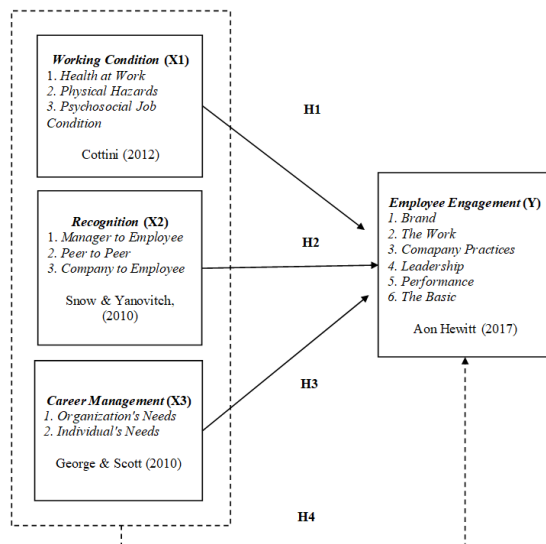 Working Condition (X1)
1. Health at Work
2. Physical Hazards
3. Psychosocial Job
Condition
Cottini (2012)
H1
Recognition (X2)
1. Manager to Employee
2. Peer to Peer
3. Company to Employee
Snow & Yanovitch,
(2010)
H2
Employee Engagement (Y)
1. Brand
2. The Work
3. Comapany Practices
4. Leadership
5. Performance
6. The Basic
Aon Hewitt (2017)
Career Management (X3)
1. Organization's Needs
2. Individual's Needs
George & Scott (2010)
H3
H4